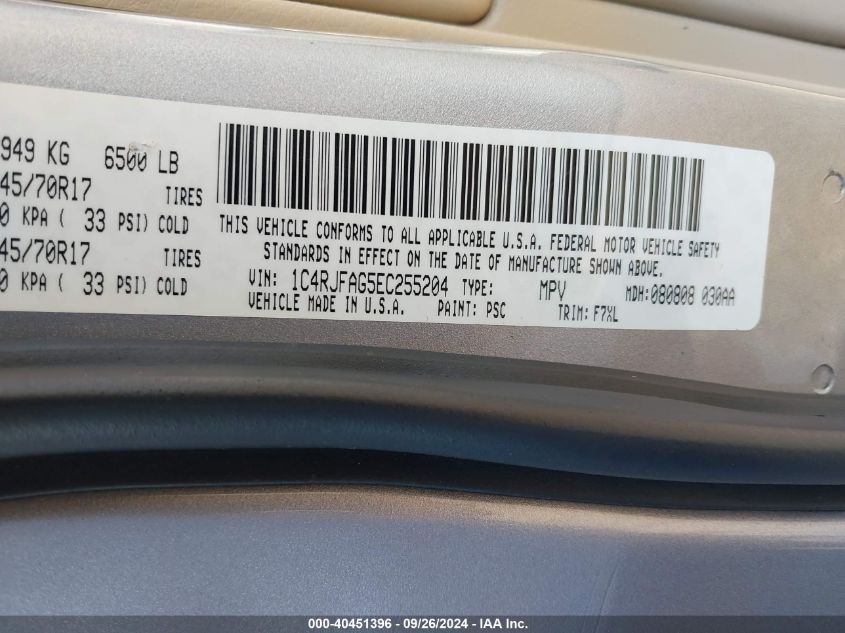 949 KG 6500 LB
45/70R17 TIRES
0 KPA ( 33 PSI) COLD
45/70R17 TIRES
0 KPA ( 33 PSI) COLD
THIS VEHICLE CONFORMS TO ALL APPLICABLE U.S.A. FEDERAL MOTOR VEHICLE SAFETY
STANDARDS IN EFFECT ON THE DATE OF MANUFACTURE SHOWN ABOVE.
VIN: 1C4RJFAG5EC255204 TYPE: MPV MDH:080808 030AA
VEHICLE MADE IN U.S.A. PAINT: PSC TRIM: F7XL
000-40451396 - 09/26/2024 - IAA Inc.